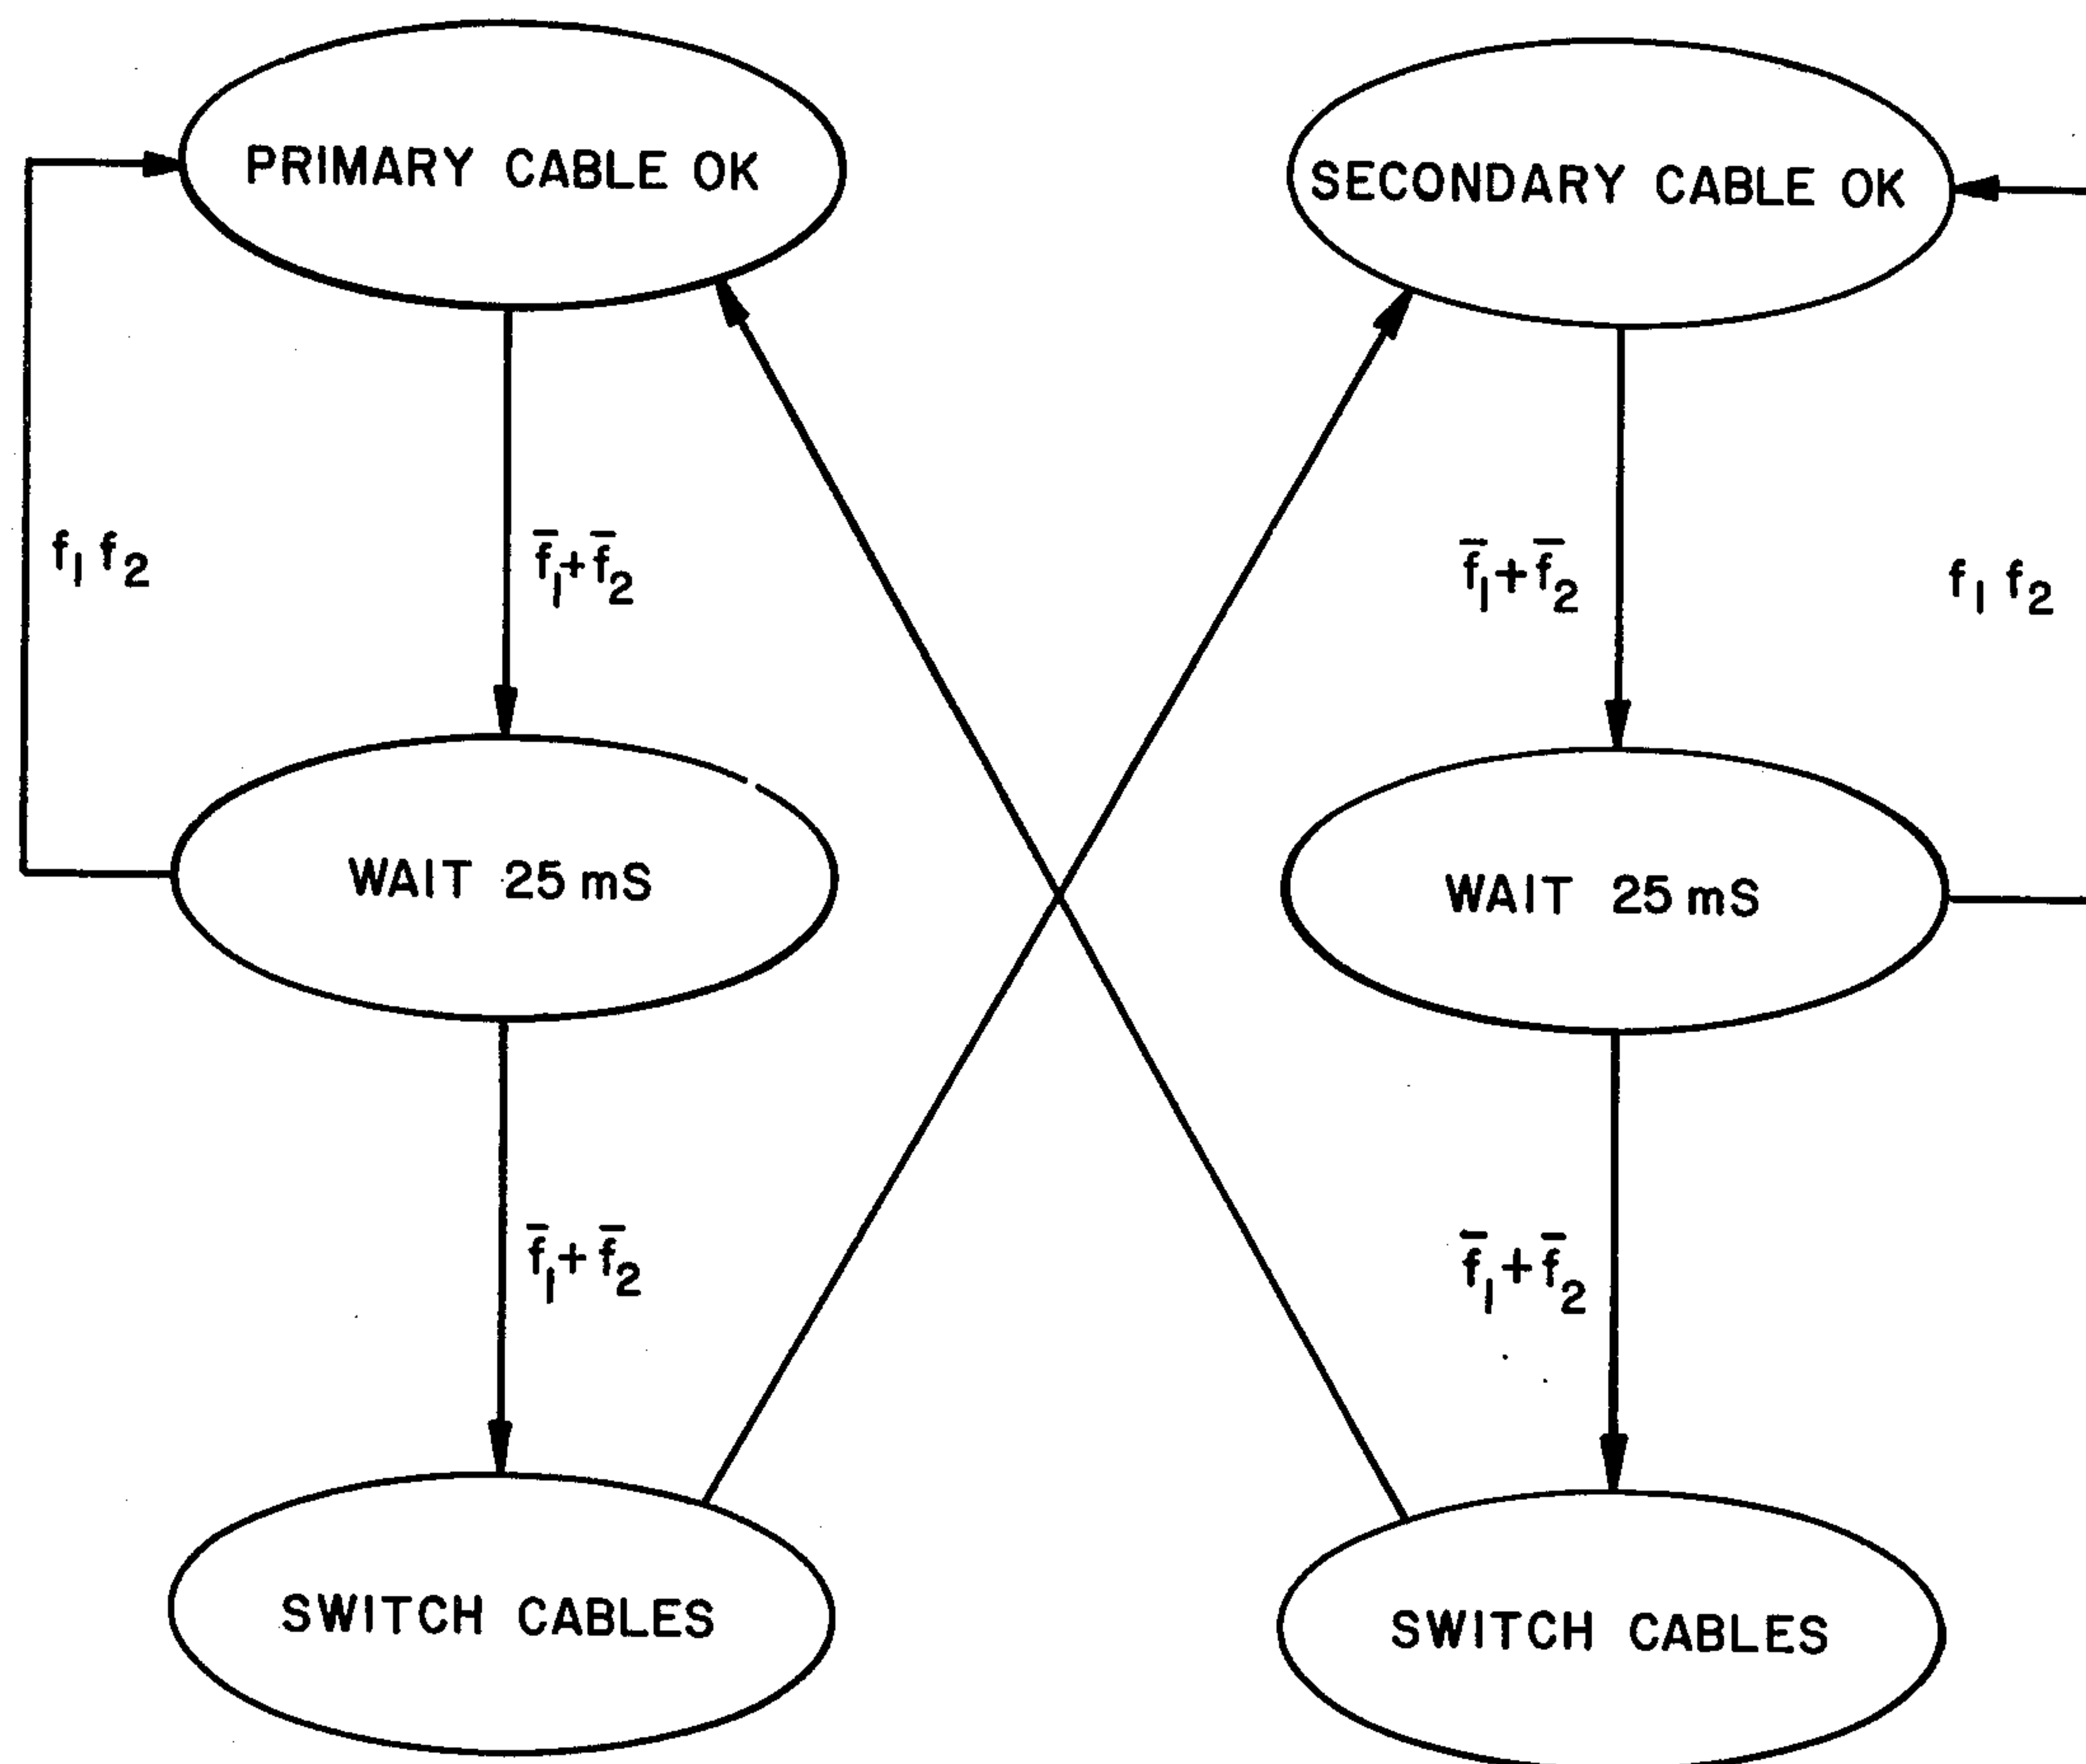 PRIMARY CABLE OK
SECONDARY CABLE OK
f₁ f₂
f̄₁+f̄₂
f̄₁+f̄₂
f₁ f₂
WAIT 25 mS
WAIT 25 mS
f̄₁+f̄₂
f̄₁+f̄₂
SWITCH CABLES
SWITCH CABLES